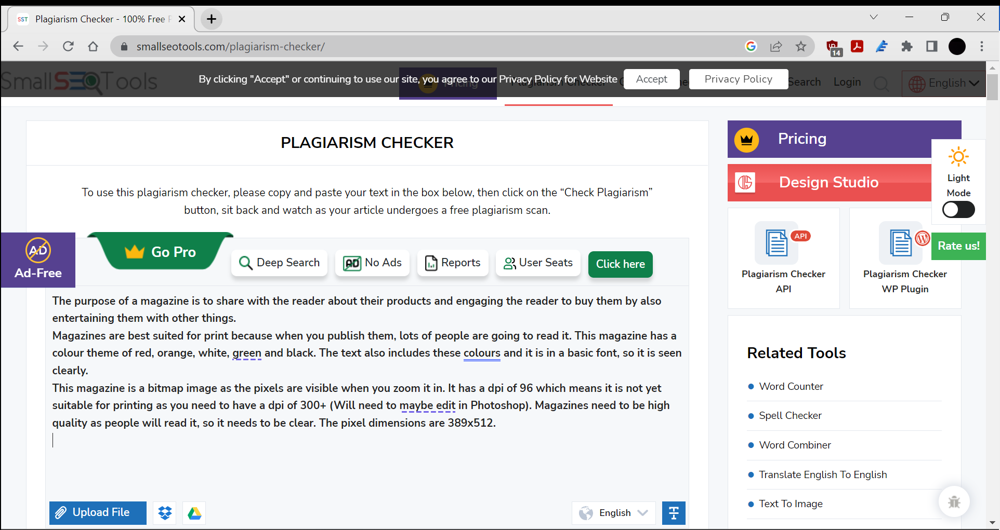 SST Plagiarism Checker - 100% Free
smallseotools.com/plagiarism-checker/
14
SmallSEOTools
By clicking "Accept" or continuing to use our site, you agree to our Privacy Policy for Website
Accept
Privacy Policy
Pricing
Plagiarism Checker
Search
Login
English
PLAGIARISM CHECKER
To use this plagiarism checker, please copy and paste your text in the box below, then click on the “Check Plagiarism”
button, sit back and watch as your article undergoes a free plagiarism scan.
AD
Ad-Free
Go Pro
Deep Search
AD No Ads
Reports
User Seats
Click here
The purpose of a magazine is to share with the reader about their products and engaging the reader to buy them by also
entertaining them with other things.
Magazines are best suited for print because when you publish them, lots of people are going to read it. This magazine has a
colour theme of red, orange, white, green and black. The text also includes these colours and it is in a basic font, so it is seen
clearly.
This magazine is a bitmap image as the pixels are visible when you zoom it in. It has a dpi of 96 which means it is not yet
suitable for printing as you need to have a dpi of 300+ (Will need to maybe edit in Photoshop). Magazines need to be high
quality as people will read it, so it needs to be clear. The pixel dimensions are 389x512.
Upload File
English
Pricing
Design Studio
Light
Mode
Rate us!
API
Plagiarism Checker
API
Plagiarism Checker
WP Plugin
Related Tools
Word Counter
Spell Checker
Word Combiner
Translate English To English
Text To Image